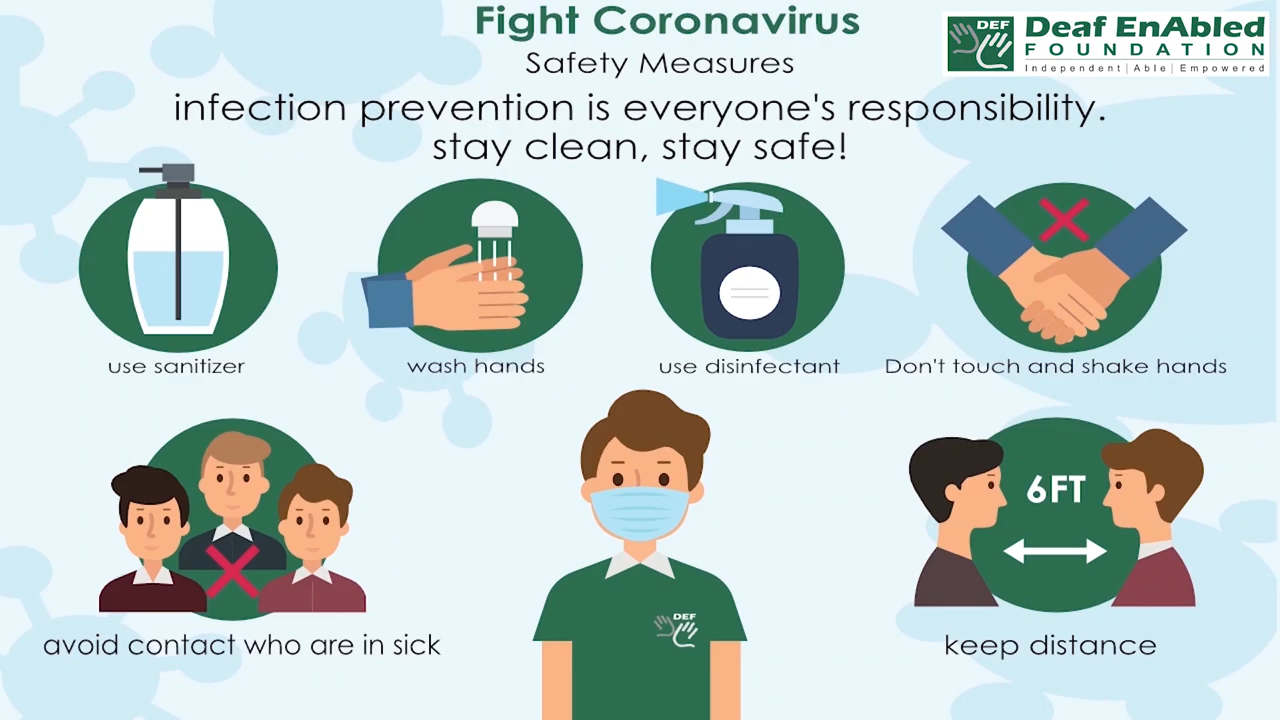 Fight Coronavirus
Safety Measures
DEF
Deaf EnAbled
FOUNDATION
Independent | Able | Empowered
infection prevention is everyone's responsibility.
stay clean, stay safe!
use sanitizer
wash hands
use disinfectant
Don't touch and shake hands
6FT
DEF
avoid contact who are in sick
keep distance